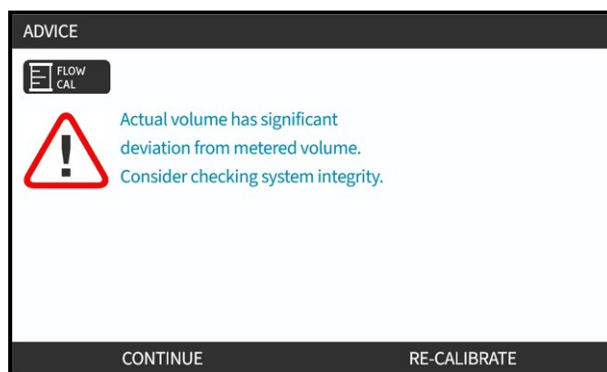 ADVICE
FLOW
CAL
Actual volume has significant
deviation from metered volume.
Consider checking system integrity.
CONTINUE RE-CALIBRATE